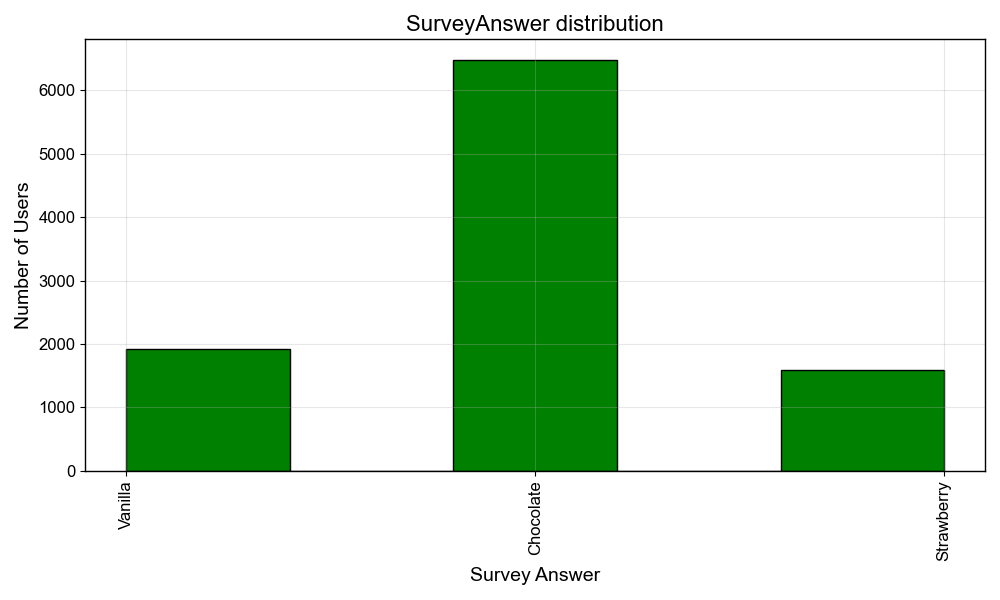 SurveyAnswer distribution
Number of Users
6000
5000
4000
3000
2000
1000
0
Vanilla
Chocolate
Strawberry
Survey Answer